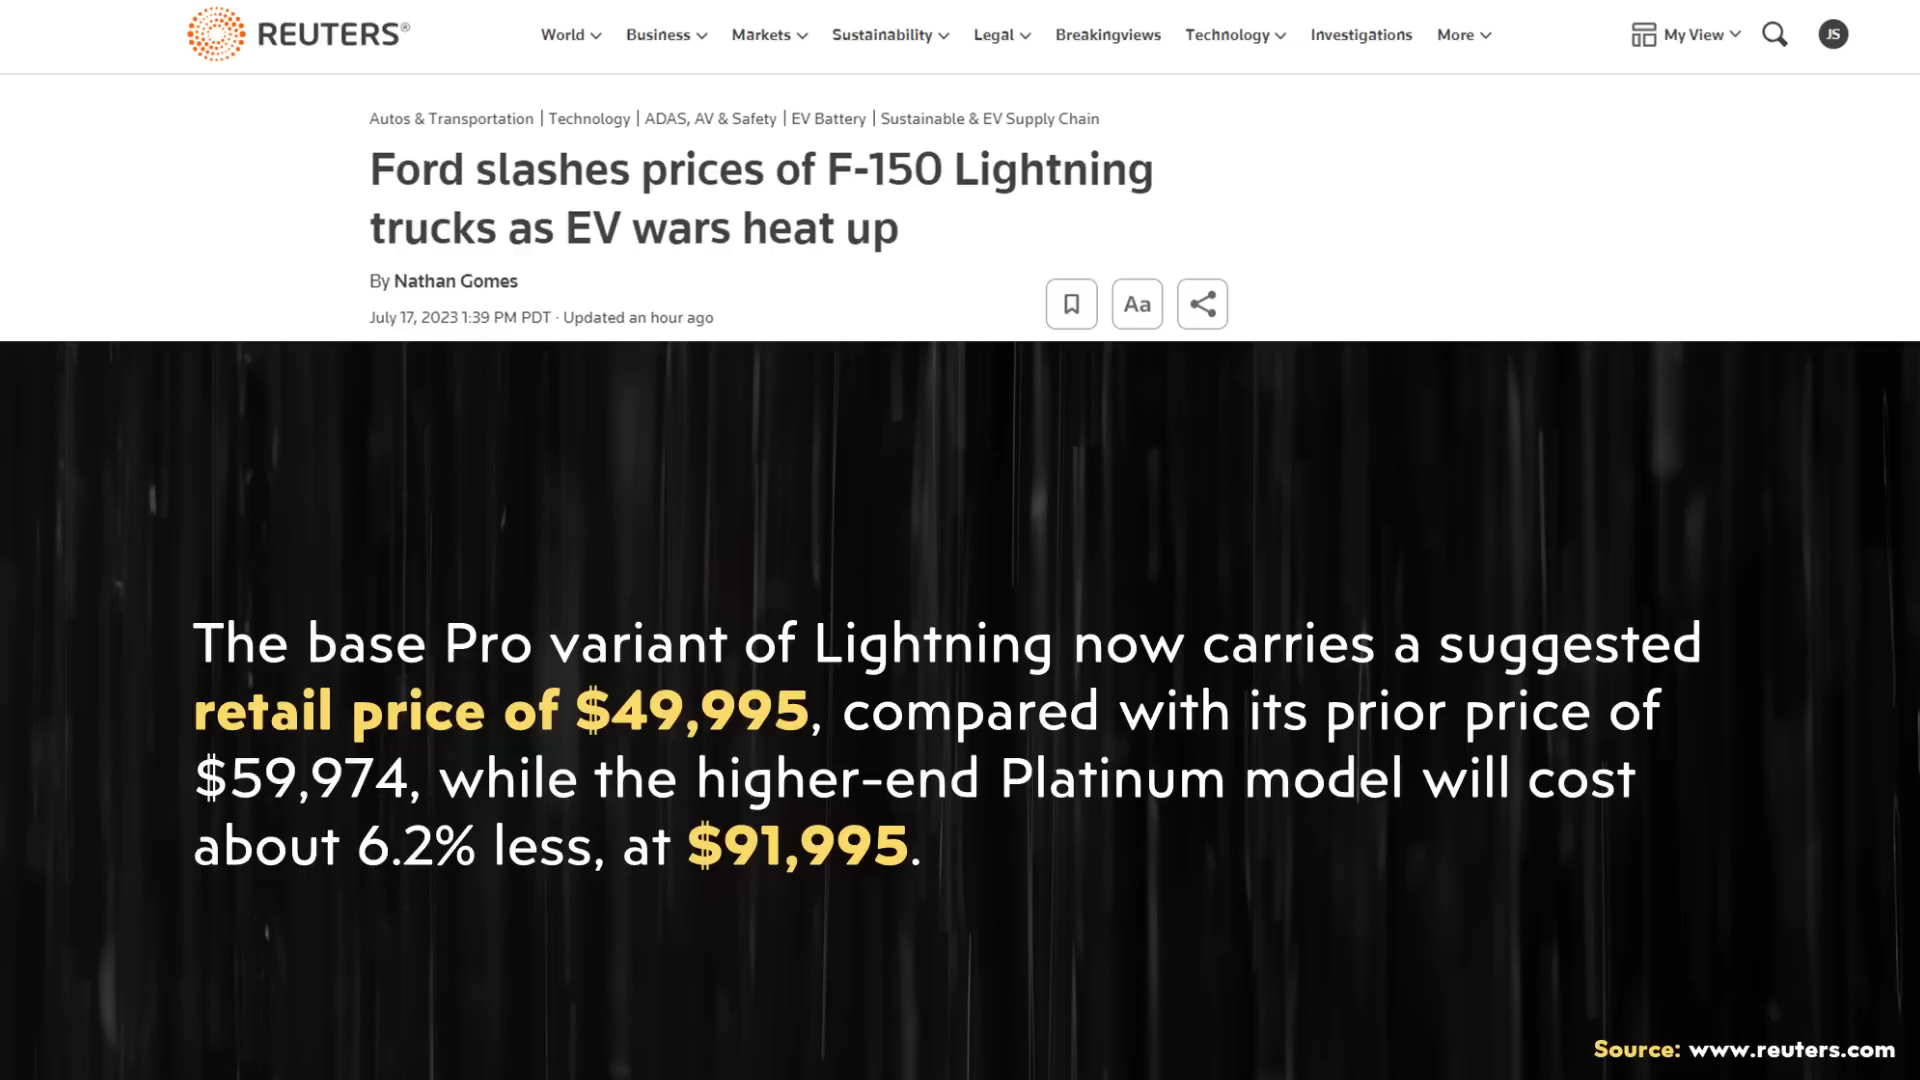 REUTERS®
World Business Markets Sustainability Legal Breakingviews Technology Investigations More My View JS
Autos & Transportation | Technology | ADAS, AV & Safety | EV Battery | Sustainable & EV Supply Chain
Ford slashes prices of F-150 Lightning
trucks as EV wars heat up
By Nathan Gomes
July 17, 2023 1:39 PM PDT · Updated an hour ago
Aa
The base Pro variant of Lightning now carries a suggested
retail price of $49,995, compared with its prior price of
$59,974, while the higher-end Platinum model will cost
about 6.2% less, at $91,995.
Source: www.reuters.com